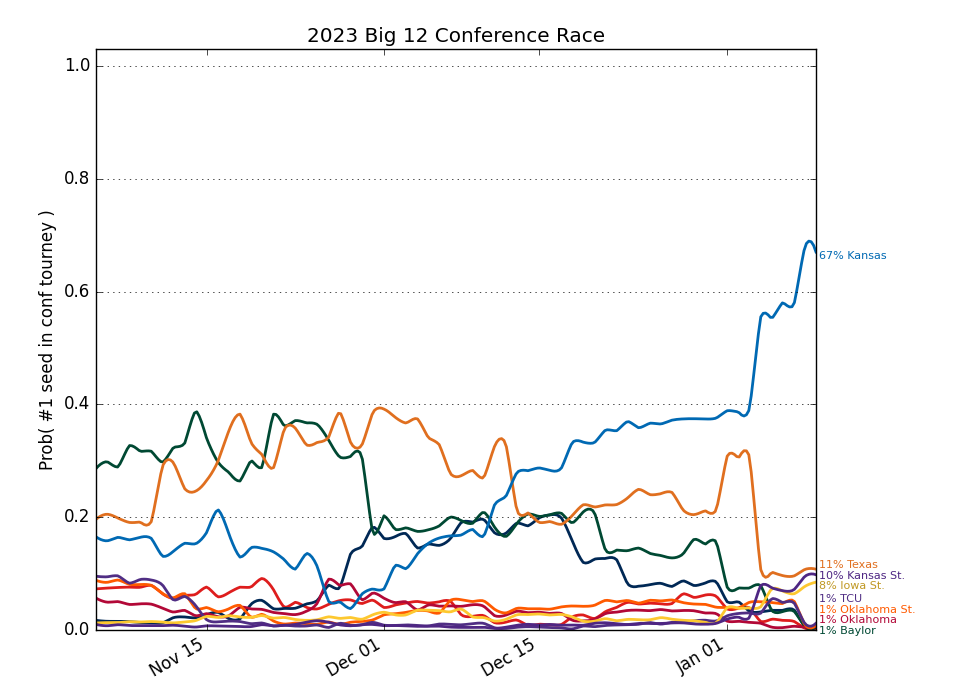 2023 Big 12 Conference Race
Prob( #1 seed in conf tourney )
1.0
0.8
0.6
0.4
0.2
0.0
Nov 15
Dec 01
Dec 15
Jan 01
67% Kansas
11% Texas
10% Kansas St.
8% Iowa St.
1% TCU
1% Oklahoma St.
1% Oklahoma
1% Baylor